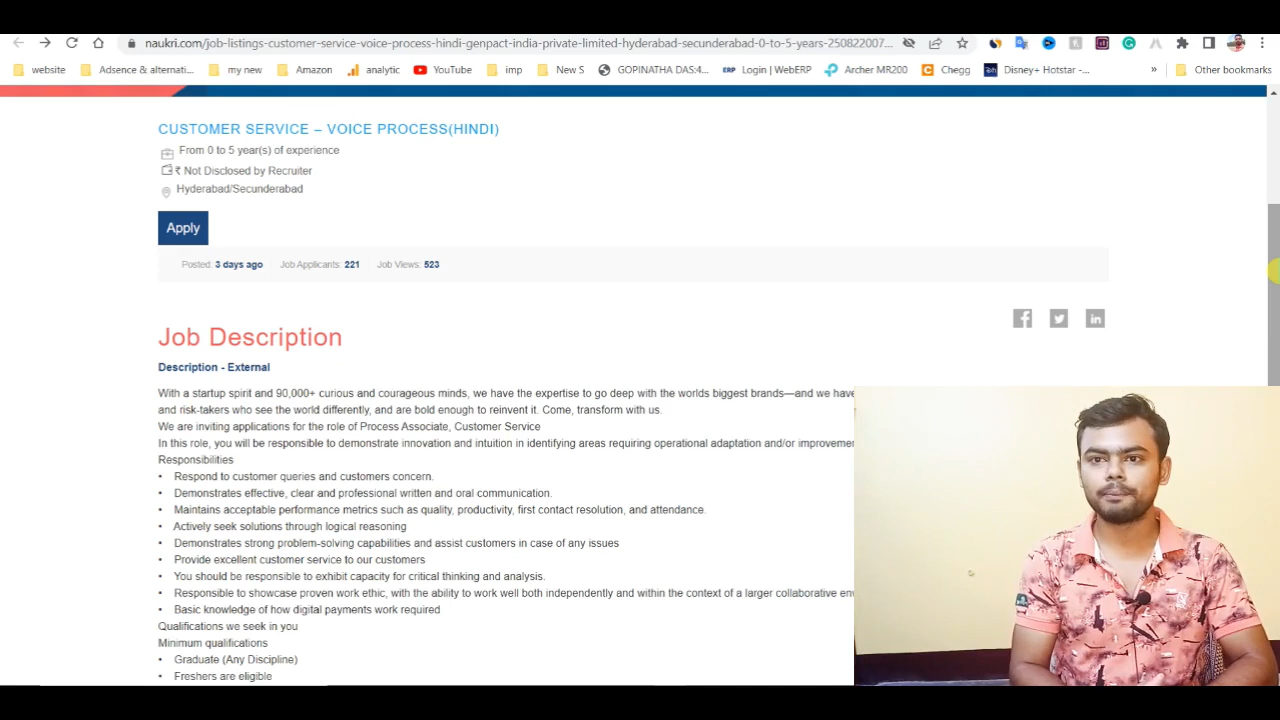 naukri.com/job-listings-customer-service-voice-process-hindi-genpact-india-private-limited-hyderabad-secunderabad-0-to-5-years-250822007...
website
Adsence & alternati...
my new
Amazon
analytic
YouTube
imp
New S
GOPINATHA DAS:4...
ERP
Login | WebERP
Archer MR200
C
Chegg
Disney+ Hotstar -...
»
Other bookmarks
CUSTOMER SERVICE – VOICE PROCESS(HINDI)
From 0 to 5 year(s) of experience
₹ Not Disclosed by Recruiter
Hyderabad/Secunderabad
Apply
Posted: 3 days ago Job Applicants: 221 Job Views: 523
Job Description
Description - External
With a startup spirit and 90,000+ curious and courageous minds, we have the expertise to go deep with the worlds biggest brands—and we have
and risk-takers who see the world differently, and are bold enough to reinvent it. Come, transform with us.
We are inviting applications for the role of Process Associate, Customer Service
In this role, you will be responsible to demonstrate innovation and intuition in identifying areas requiring operational adaptation and/or improvemer
Responsibilities
• Respond to customer queries and customers concern.
• Demonstrates effective, clear and professional written and oral communication.
• Maintains acceptable performance metrics such as quality, productivity, first contact resolution, and attendance.
• Actively seek solutions through logical reasoning
• Demonstrates strong problem-solving capabilities and assist customers in case of any issues
• Provide excellent customer service to our customers
• You should be responsible to exhibit capacity for critical thinking and analysis.
• Responsible to showcase proven work ethic, with the ability to work well both independently and within the context of a larger collaborative en
• Basic knowledge of how digital payments work required
Qualifications we seek in you
Minimum qualifications
• Graduate (Any Discipline)
• Freshers are eligible